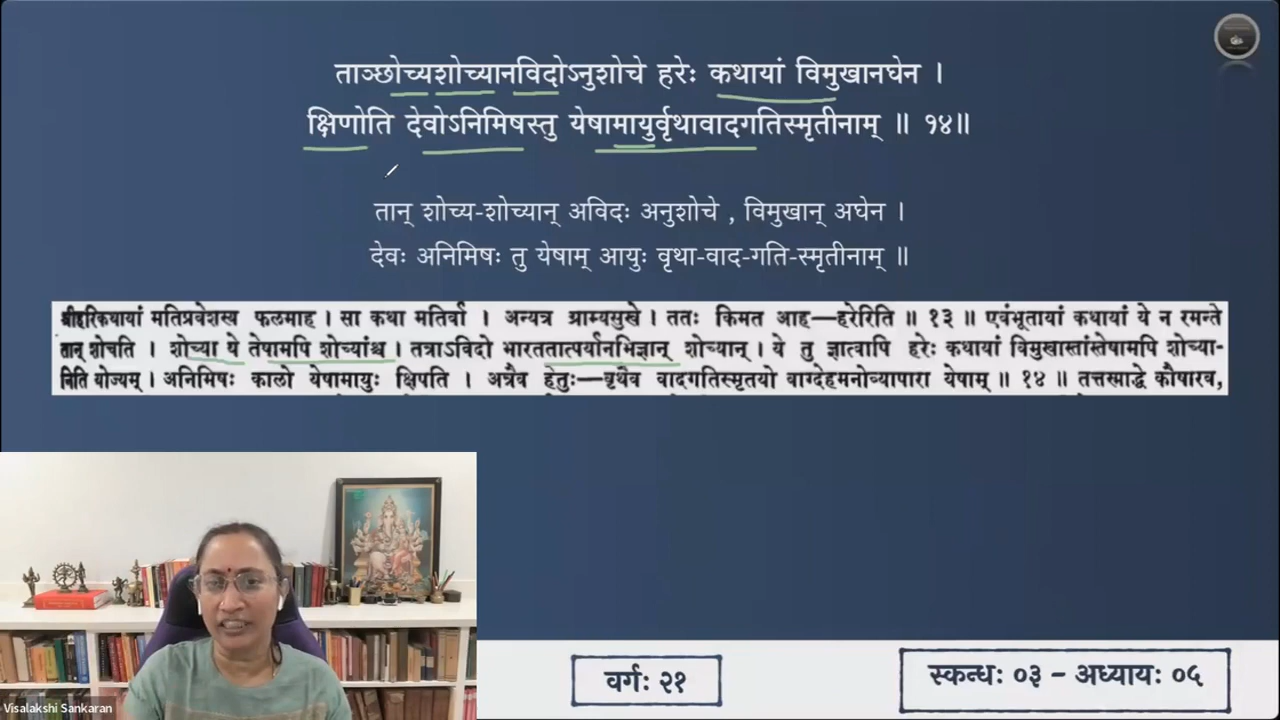 ताञ्छोच्यशोच्यानविदोऽनुशोचे हरेः कथायां विमुखानघेन ।
क्षिणोति देवोऽनिमिषस्तु येषामायुर्वृथावादगतिस्मृतीनाम् ॥ १४॥
तान् शोच्य-शोच्यान् अविदः अनुशोचे , विमुखान् अघेन ।
देवः अनिमिषः तु येषाम् आयुः वृथा-वाद-गति-स्मृतीनाम् ॥
श्रीहरिकथायां मतिप्रवेशस्य फलमाह । सा कथा मतिर्वा । अन्यत्र ग्राम्यसुखे । ततः किमत आह—हरेरिति ॥ १३ ॥ एवंभूतायां कथायां ये न रमन्ते
तान् शोचति । शोच्या ये तेषामपि शोच्यांश्च । तत्राऽविदो भारततात्पर्यानभिज्ञान् शोच्यान् । ये तु ज्ञात्वापि हरेः कथायां विमुखास्तांस्तेषामपि शोच्या-
निति योज्यम् । अनिमिषः कालो येषामायुः क्षिपति । अत्रैव हेतुः—वृथैव वादगतिस्मृतयो वाग्देहमनोव्यापारा येषाम् ॥ १४ ॥ तत्तस्माद्धे कौषारव,
Visalakshi Sankaran
वर्गः २१
स्कन्धः ०३ – अध्यायः ०५